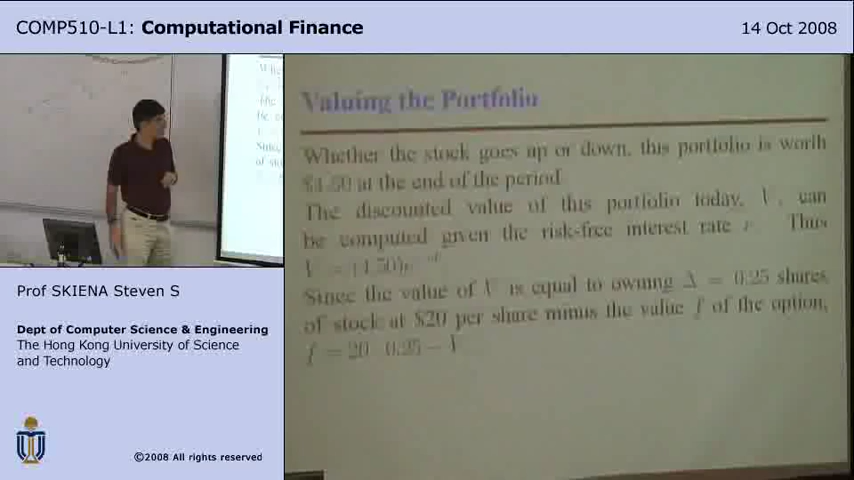 COMP510-L1: Computational Finance
14 Oct 2008
Valuing the Portfolio
Whether the stock goes up or down, this portfolio is worth
$4.50 at the end of the period.
The discounted value of this portfolio today, V, can
be computed given the risk-free interest rate r. Thus
Since the value of V is equal to owning Δ = 0.25 shares
of stock at $20 per share minus the value f of the option,
f = 20 · 0.25 − V
Prof SKIENA Steven S
Dept of Computer Science & Engineering
The Hong Kong University of Science
and Technology
©2008 All rights reserved